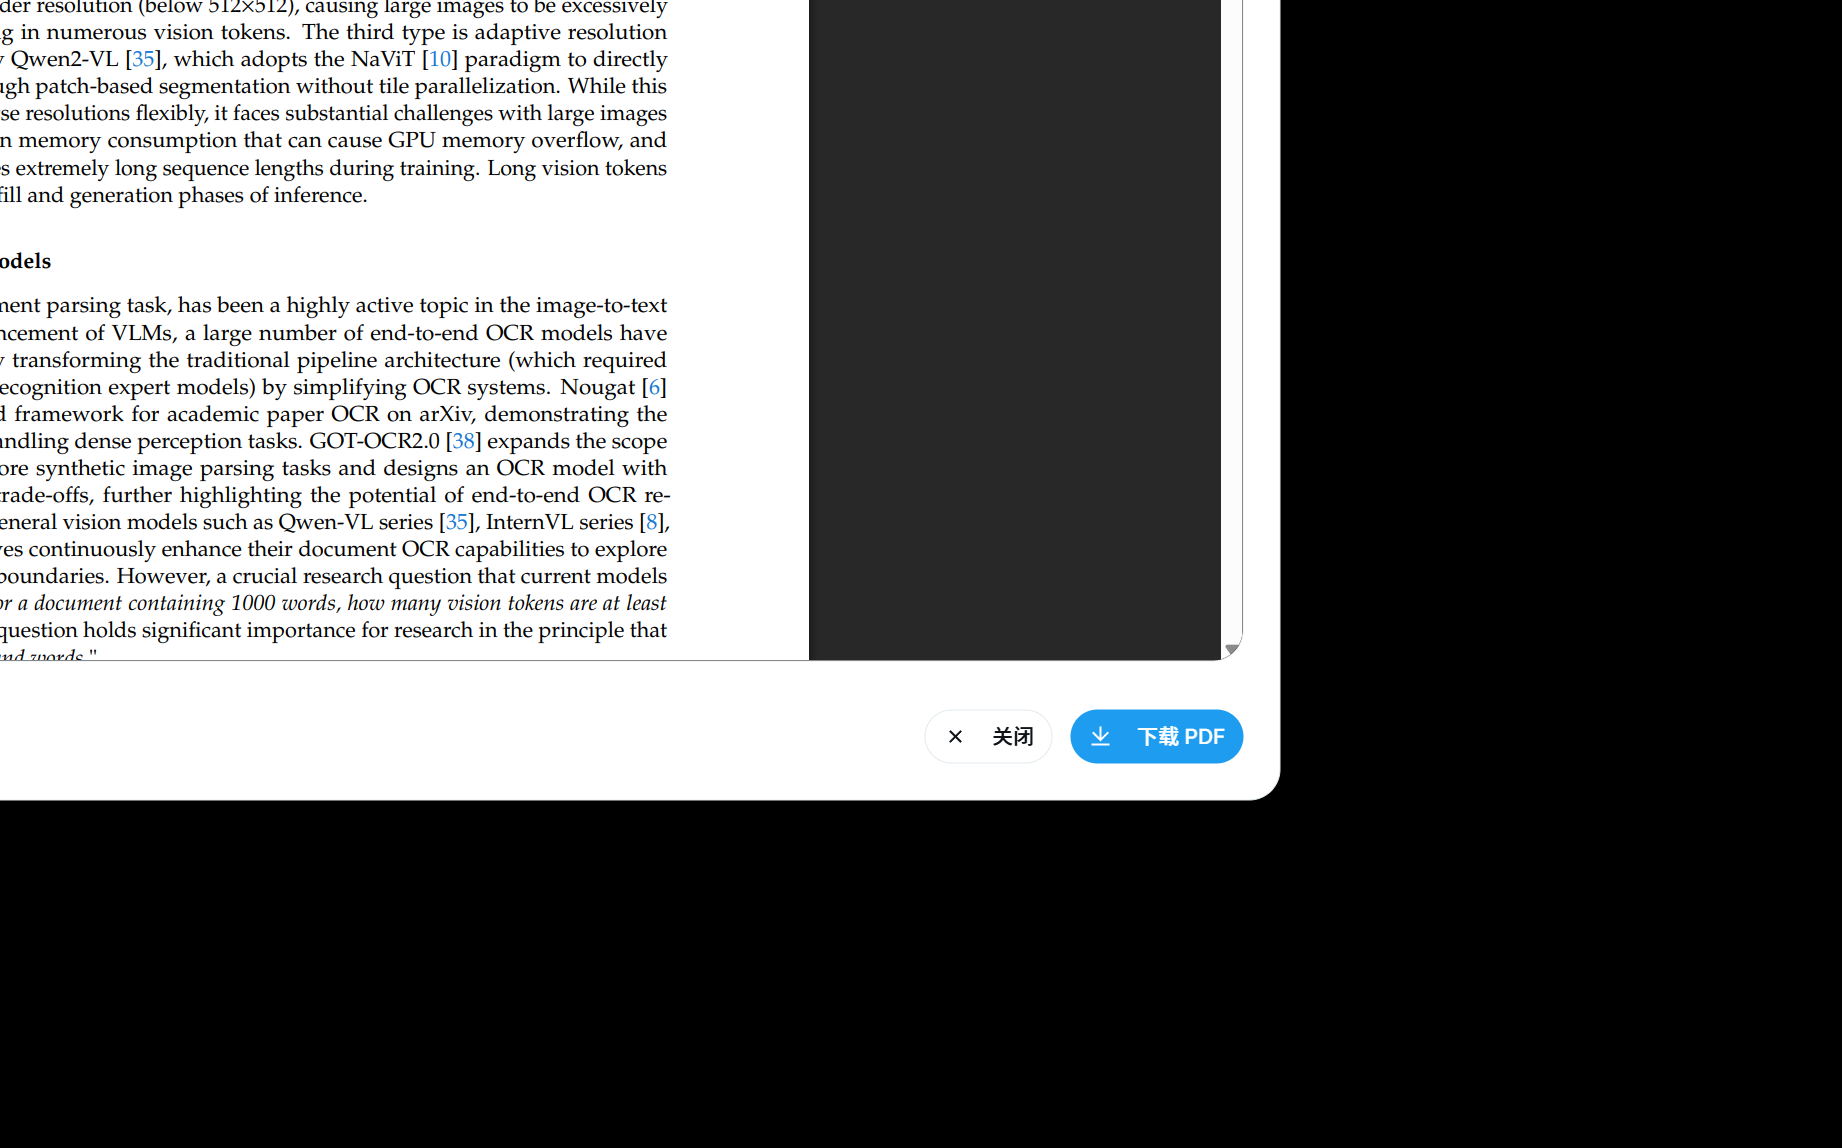 resolution (below 512×512), causing large images to be excessively
in numerous vision tokens. The third type is adaptive resolution
Qwen2-VL [35], which adopts the NaViT [10] paradigm to directly
patch-based segmentation without tile parallelization. While this
resolutions flexibly, it faces substantial challenges with large images
memory consumption that can cause GPU memory overflow, and
extremely long sequence lengths during training. Long vision tokens
fill and generation phases of inference.
odels
ment parsing task, has been a highly active topic in the image-to-text
ncement of VLMs, a large number of end-to-end OCR models have
transforming the traditional pipeline architecture (which required
recognition expert models) by simplifying OCR systems. Nougat [6]
framework for academic paper OCR on arXiv, demonstrating the
andling dense perception tasks. GOT-OCR2.0 [38] expands the scope
ore synthetic image parsing tasks and designs an OCR model with
trade-offs, further highlighting the potential of end-to-end OCR re-
eneral vision models such as Qwen-VL series [35], InternVL series [8],
ves continuously enhance their document OCR capabilities to explore
boundaries. However, a crucial research question that current models
or a document containing 1000 words, how many vision tokens are at least
question holds significant importance for research in the principle that
nd words."
× 关闭
下载 PDF